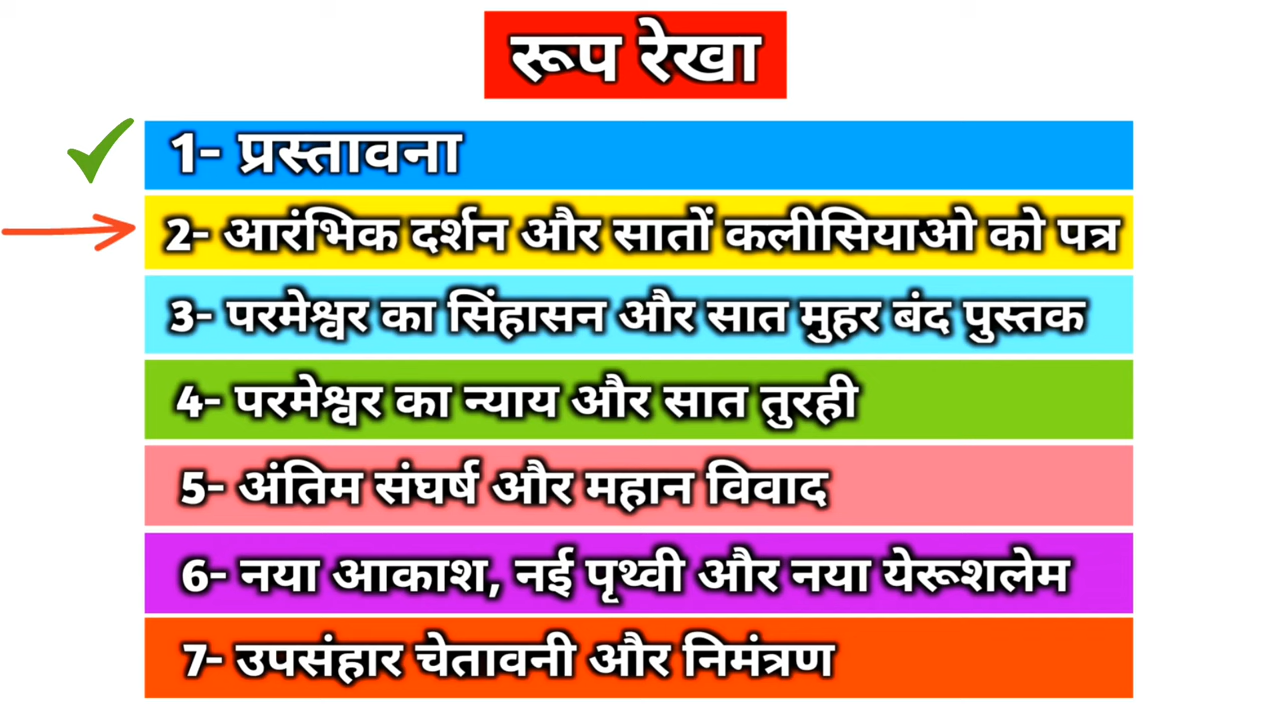 रूप रेखा
1- प्रस्तावना
2- आरंभिक दर्शन और सातों कलीसियाओ को पत्र
3- परमेश्वर का सिंहासन और सात मुहर बंद पुस्तक
4- परमेश्वर का न्याय और सात तुरही
5- अंतिम संघर्ष और महान विवाद
6- नया आकाश, नई पृथ्वी और नया येरूशलेम
7- उपसंहार चेतावनी और निमंत्रण